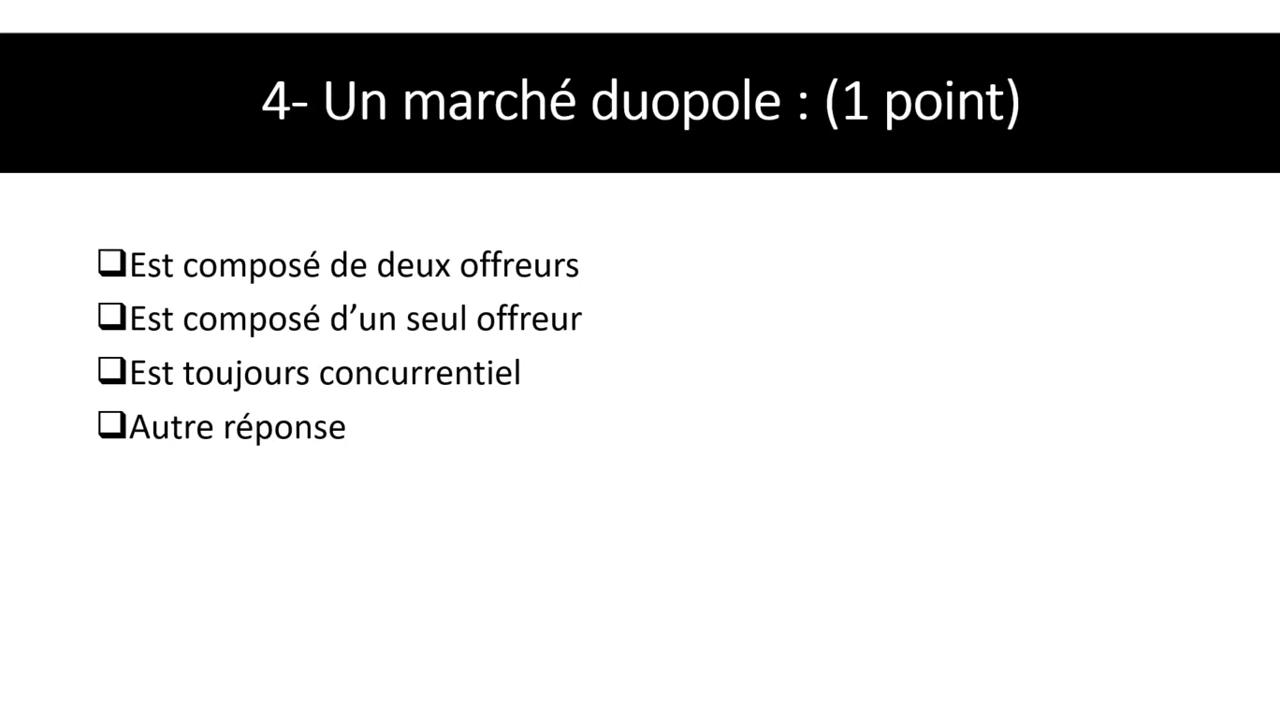 4- Un marché duopole : (1 point)
❑Est composé de deux offreurs
❑Est composé d’un seul offreur
❑Est toujours concurrentiel
❑Autre réponse